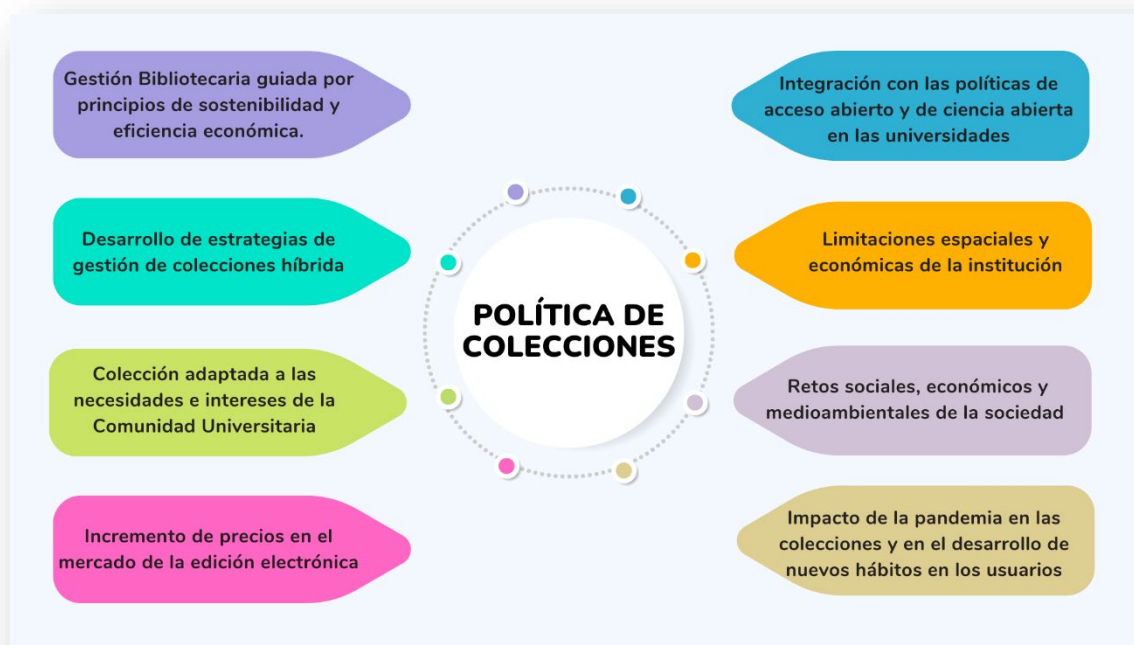 Gestión Bibliotecaria guiada por
principios de sostenibilidad y
eficiencia económica.
Desarrollo de estrategias de
gestión de colecciones híbrida
Colección adaptada a las
necesidades e intereses de la
Comunidad Universitaria
Incremento de precios en el
mercado de la edición electrónica
POLÍTICA DE
COLECCIONES
Integración con las políticas de
acceso abierto y de ciencia abierta
en las universidades
Limitaciones espaciales y
económicas de la institución
Retos sociales, económicos y
medioambientales de la sociedad
Impacto de la pandemia en las
colecciones y en el desarrollo de
nuevos hábitos en los usuarios